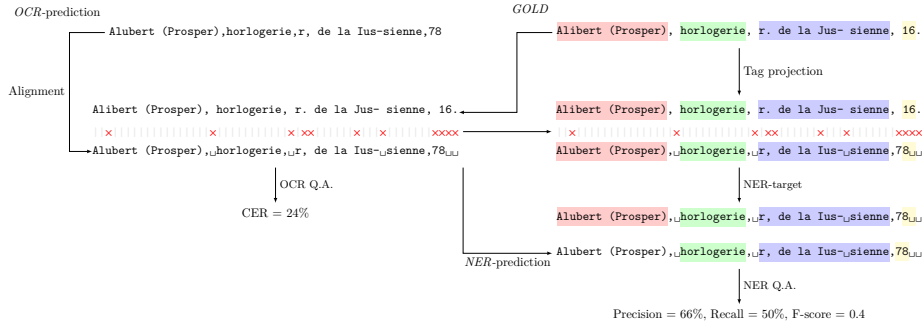 OCR-prediction
Alubert (Prosper),horlogerie,r, de la Ius-sienne,78
GOLD
Alibert (Prosper), horlogerie, r. de la Jus- sienne, 16.
Alignment
Tag projection
Alibert (Prosper), horlogerie, r. de la Jus- sienne, 16.
Alibert (Prosper), horlogerie, r. de la Jus- sienne, 16.
Alubert (Prosper),␣horlogerie,␣r, de la Ius-␣sienne,78␣␣
Alubert (Prosper),␣horlogerie,␣r, de la Ius-␣sienne,78␣␣
OCR Q.A.
NER-target
CER = 24%
Alubert (Prosper),␣horlogerie,␣r, de la Ius-␣sienne,78␣␣
NER-prediction
Alubert (Prosper),␣horlogerie,␣r, de la Ius-␣sienne,78␣␣
NER Q.A.
Precision = 66%, Recall = 50%, F-score = 0.4